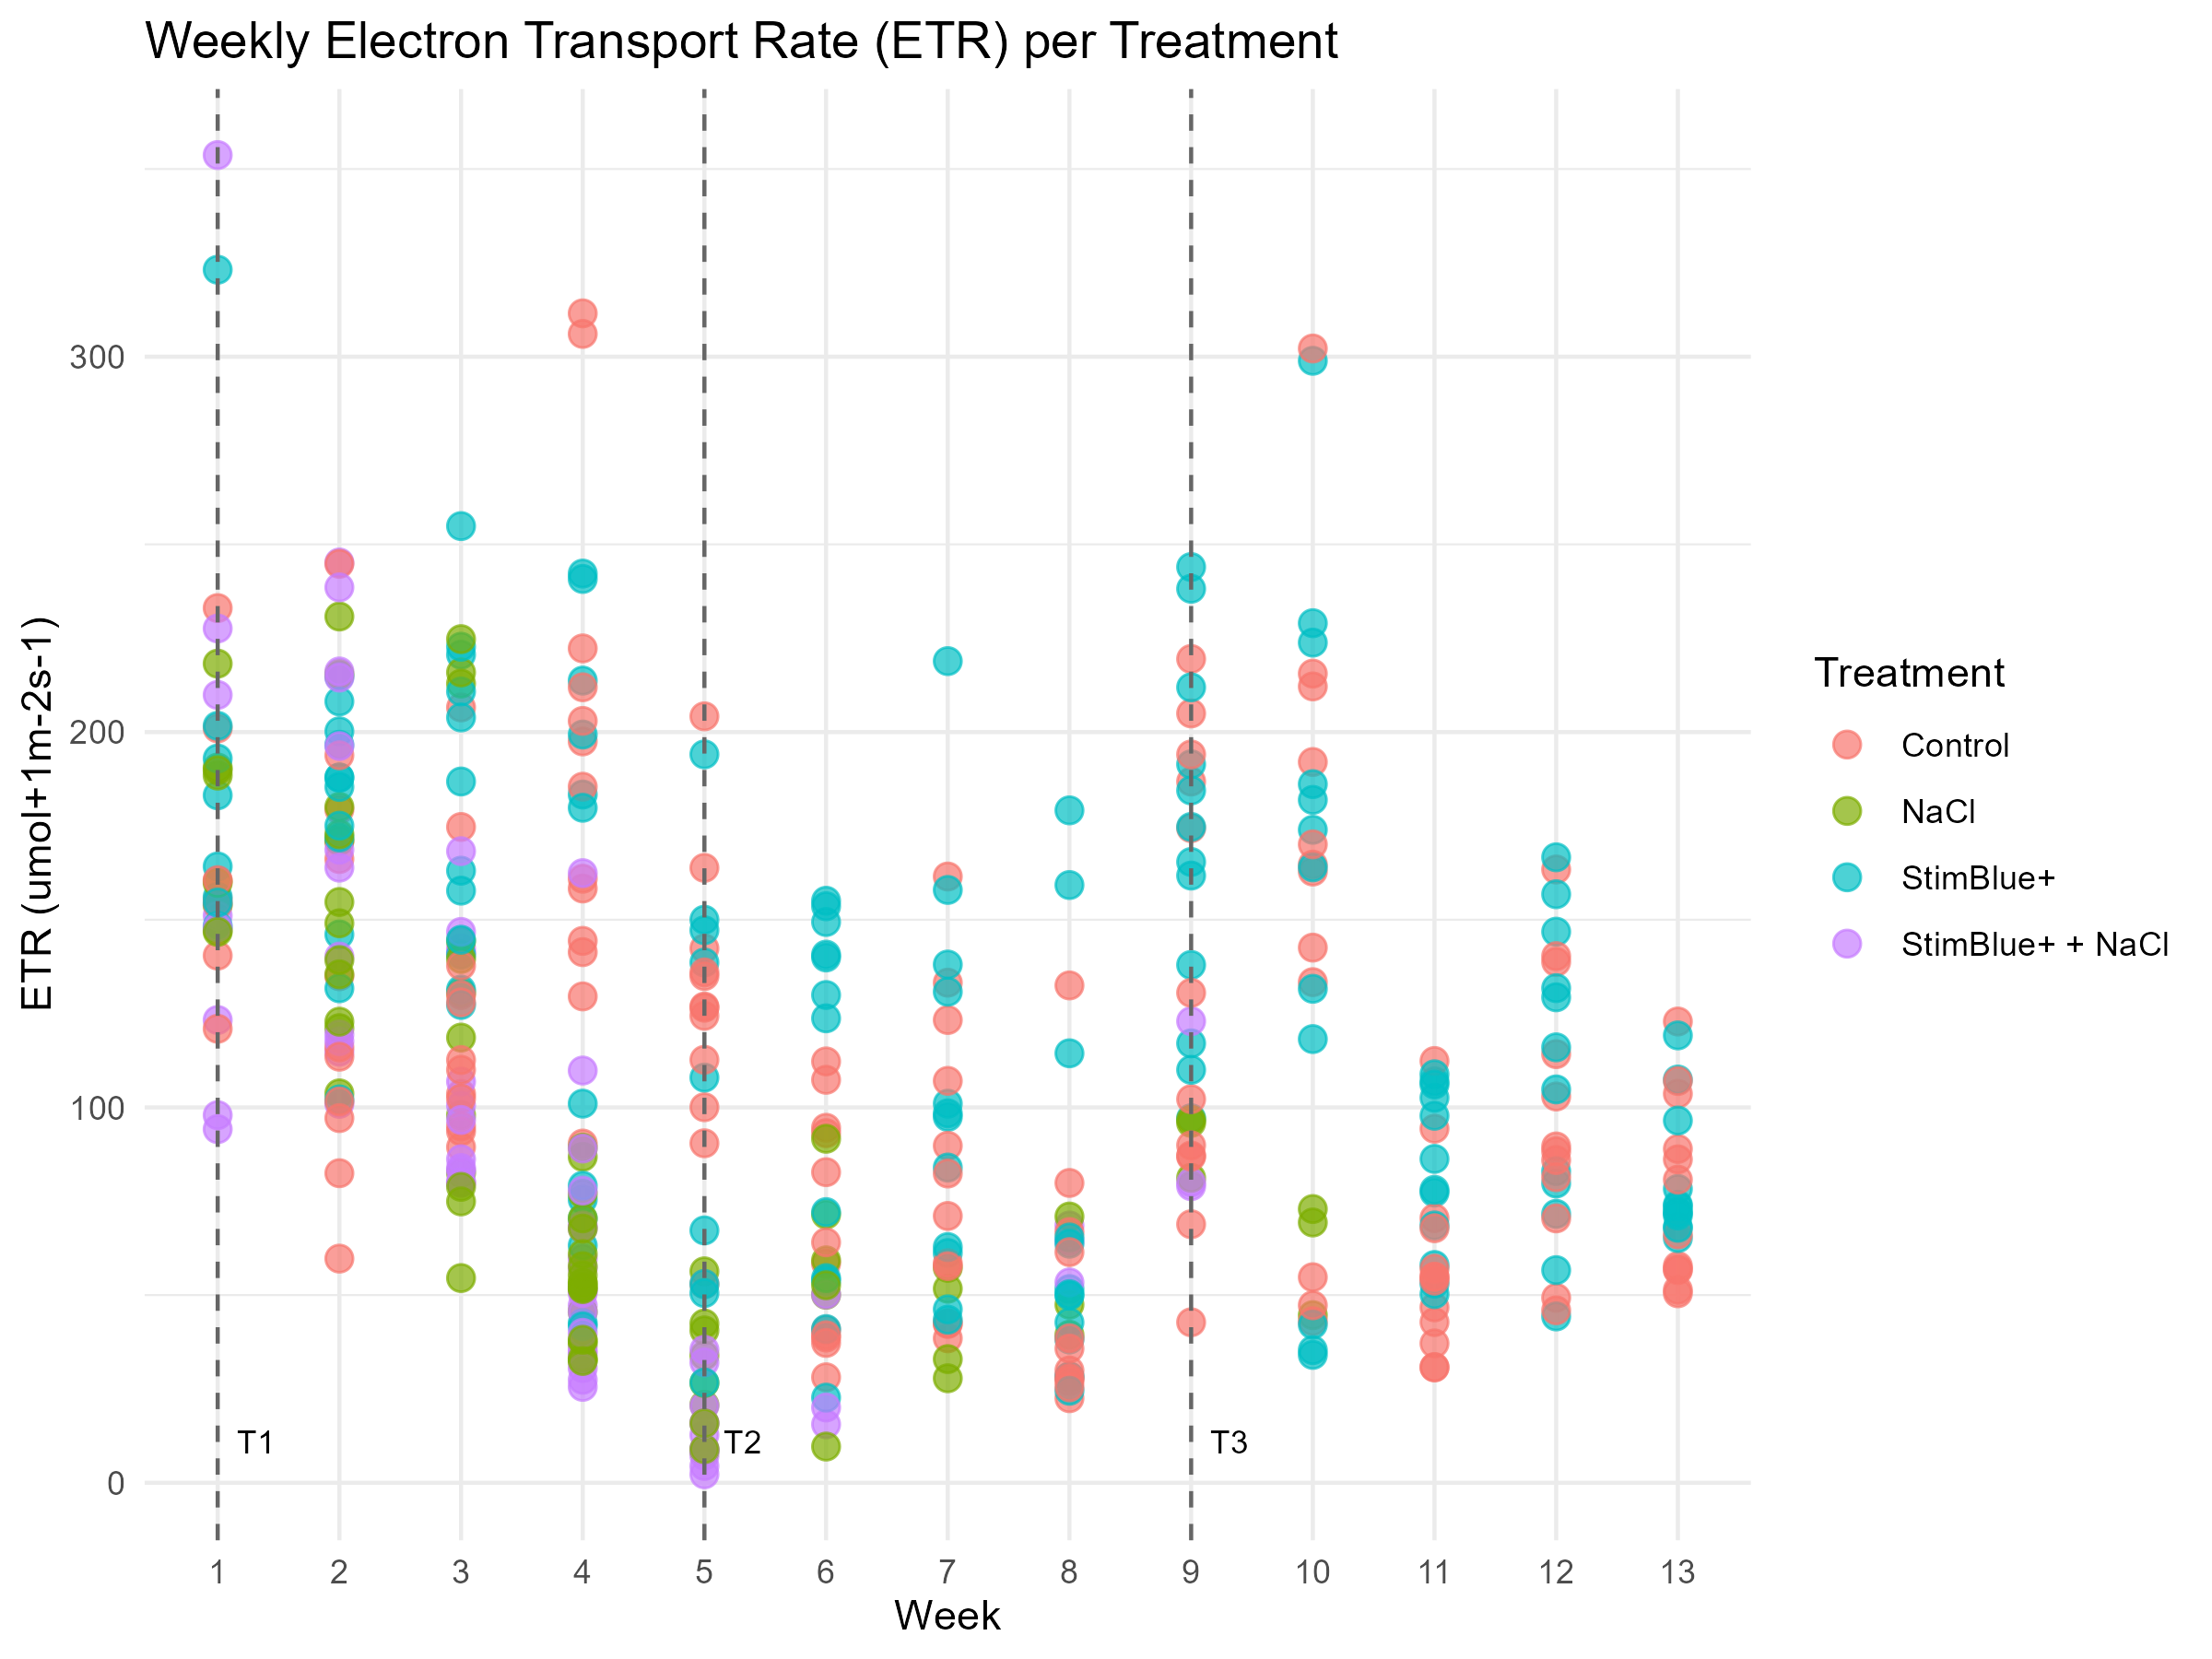 Weekly Electron Transport Rate (ETR) per Treatment
ETR (umol+1m-2s-1)
300
200
100
0
T1
T2
T3
1 2 3 4 5 6 7 8 9 10 11 12 13
Week
Treatment
Control
NaCl
StimBlue+
StimBlue+ + NaCl